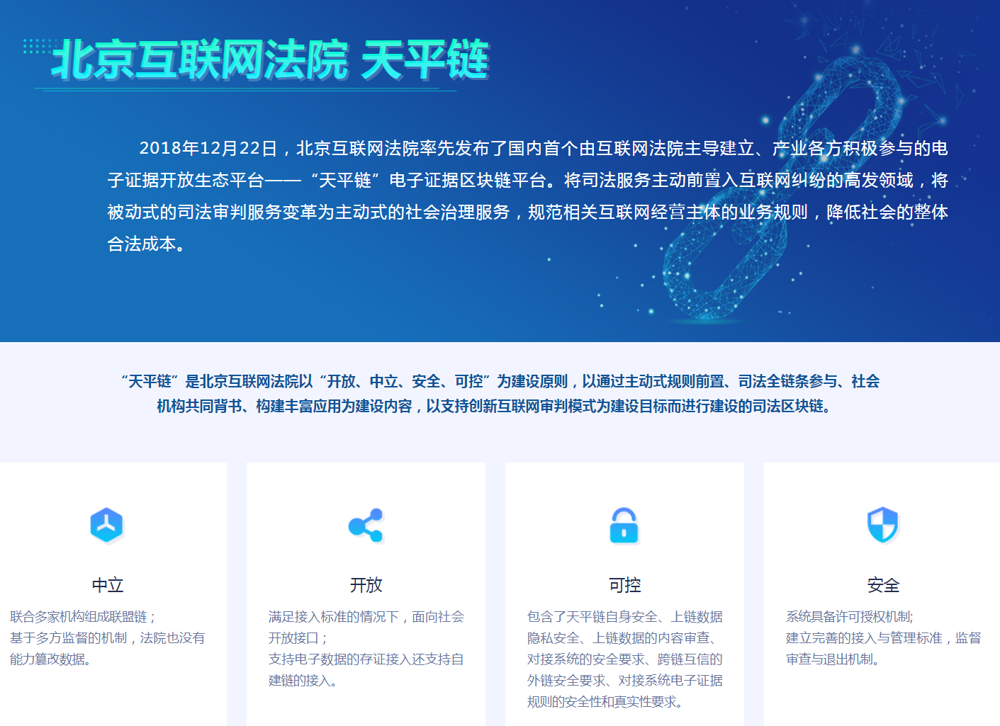 北京互联网法院 天平链
2018年12月22日，北京互联网法院率先发布了国内首个由互联网法院主导建立、产业各方积极参与的电
子证据开放生态平台——“天平链”电子证据区块链平台。将司法服务主动前置入互联网纠纷的高发领域，将
被动式的司法审判服务变革为主动式的社会治理服务，规范相关互联网经营主体的业务规则，降低社会的整体
合法成本。
“天平链”是北京互联网法院以“开放、中立、安全、可控”为建设原则，以通过主动式规则前置、司法全链条参与、社会
机构共同背书、构建丰富应用为建设内容，以支持创新互联网审判模式为建设目标而进行建设的司法区块链。
中立
联合多家机构组成联盟链；
基于多方监督的机制，法院也没有
能力篡改数据。
开放
满足接入标准的情况下，面向社会
开放接口；
支持电子数据的存证接入还支持自
建链的接入。
可控
包含了天平链自身安全、上链数据
隐私安全、上链数据的内容审查、
对接系统的安全要求、跨链互信的
外链安全要求、对接系统电子证据
规则的安全性和真实性要求。
安全
系统具备许可授权机制;
建立完善的接入与管理标准，监督
审查与退出机制。